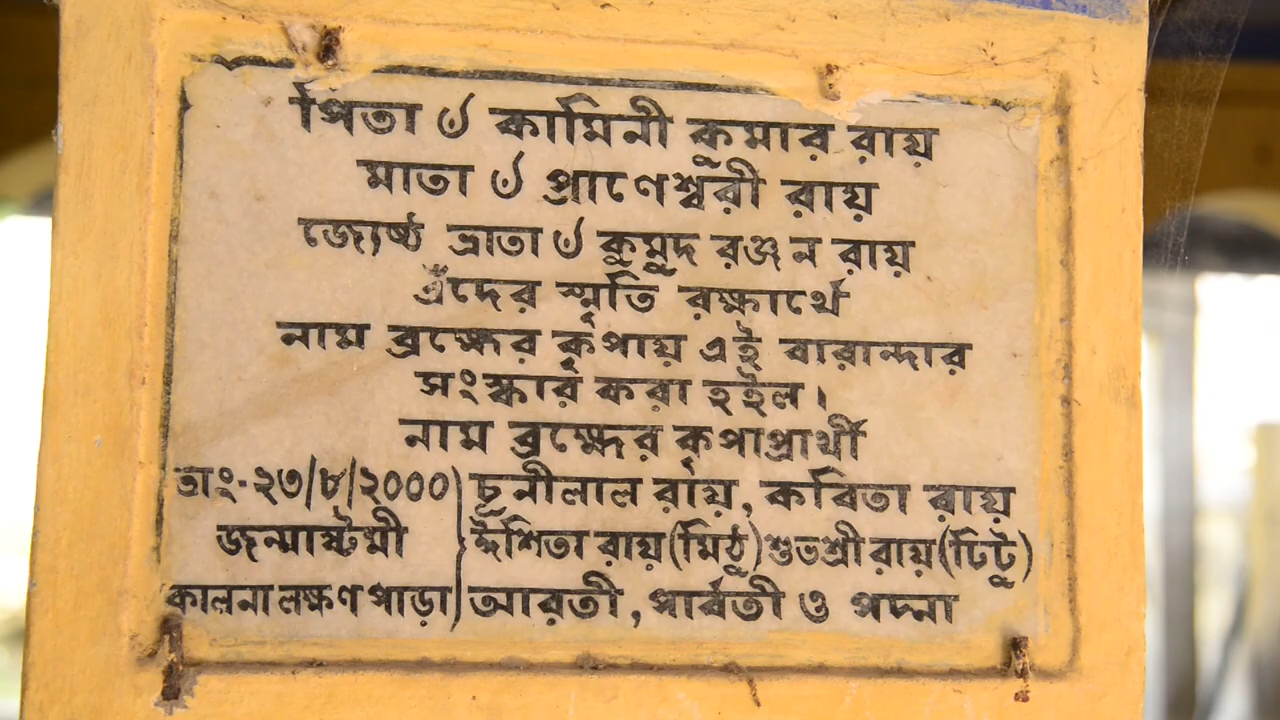 পিতা ৺ কামিনী কুমার রায়
মাতা ৺ প্রাণেশ্বরী রায়
জ্যেষ্ঠ ভ্রাতা ৺ কুমুদ রঞ্জন রায়
এঁদের স্মৃতি রক্ষার্থে
নাম ব্রহ্মের কৃপায় এই বারান্দার
সংস্কার করা হইল।
নাম ব্রহ্মের কৃপাপ্রার্থী
তাং-২৩/৮/২০০০ চুনীলাল রায়, কবিতা রায়
জন্মাষ্টমী ঈশিতা রায় (মিঠু) শুভশ্রী রায় (টিটু)
কালনা লক্ষণ পাড়া আরতী, পার্বতী ও পদ্না